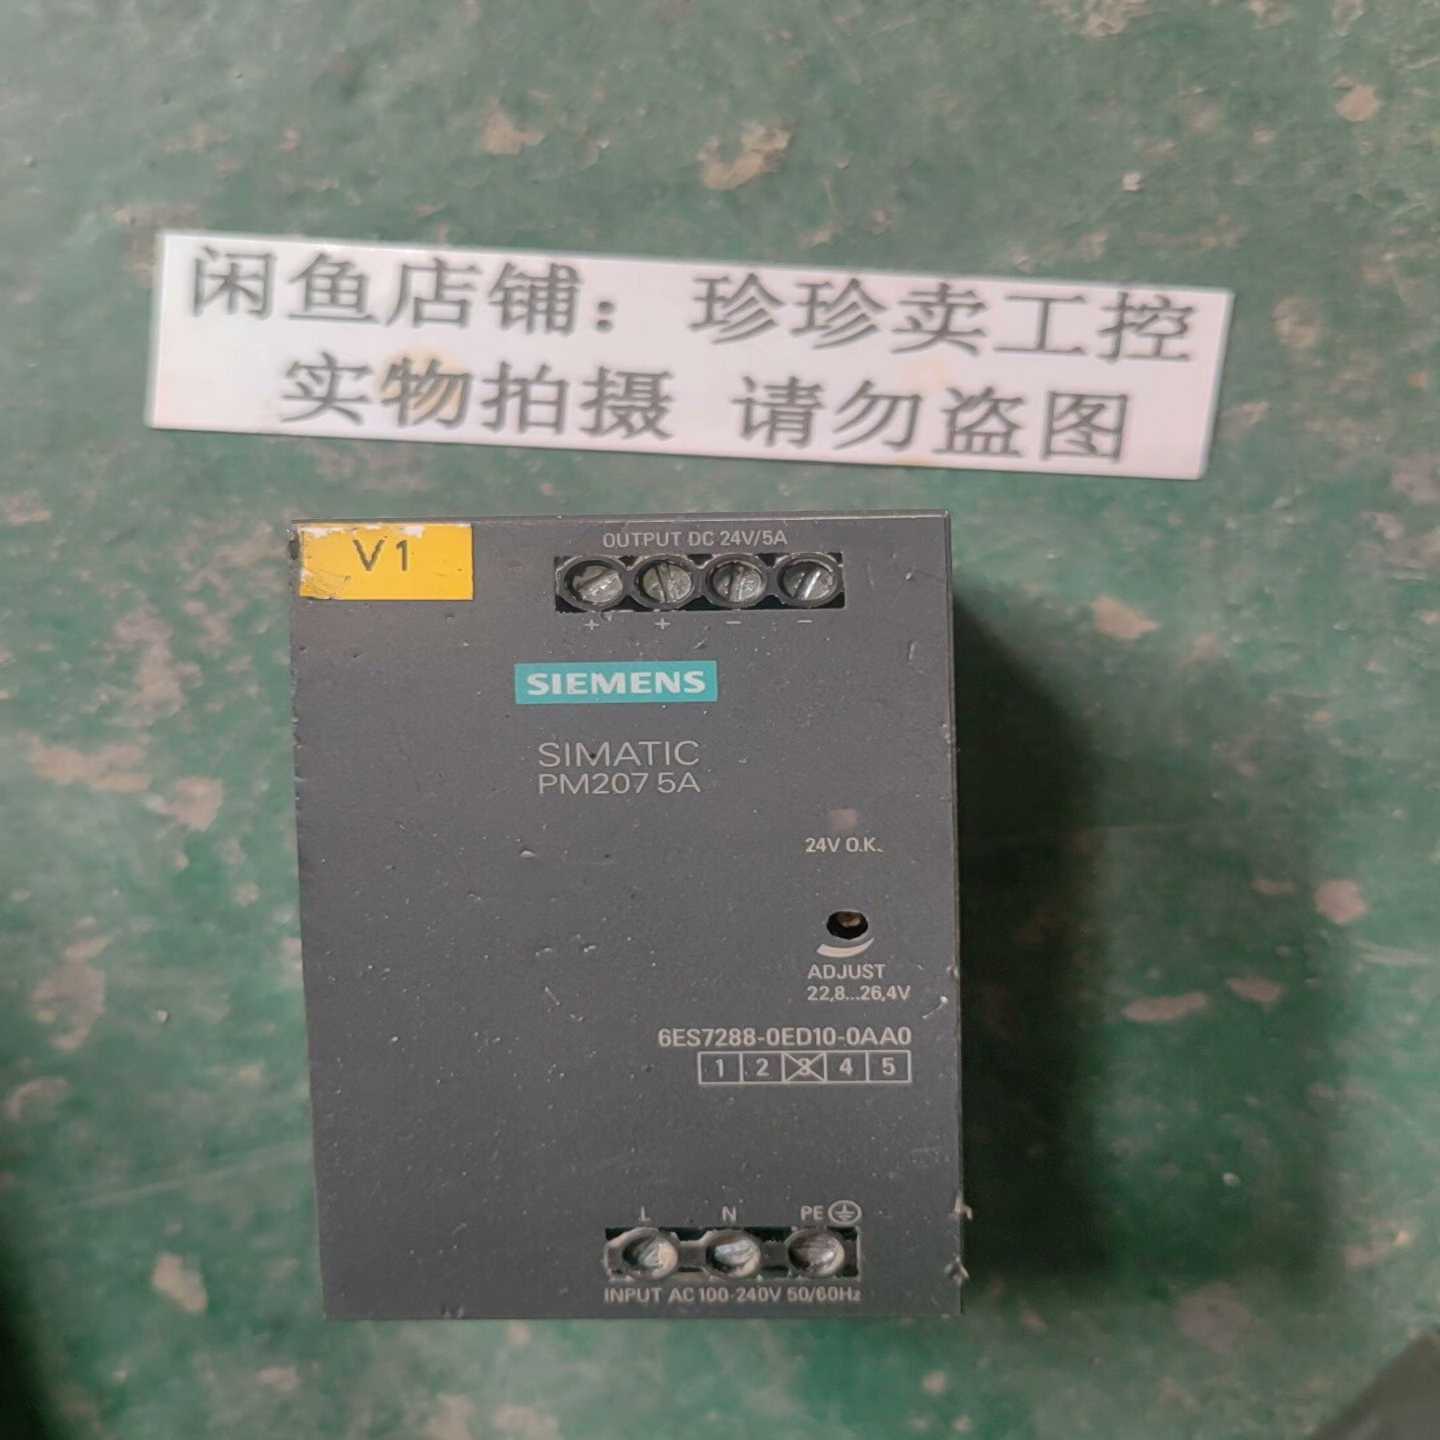 闲鱼店铺：珍珍卖工控
实物拍摄 请勿盗图
V1
OUTPUT DC 24V/5A
+ + − −
SIEMENS
SIMATIC
PM207 5A
24V O.K.
ADJUST
22,8...26,4V
6ES7288-0ED10-0AA0
1 2 3 4 5
L N PE
INPUT AC 100-240V 50/60Hz